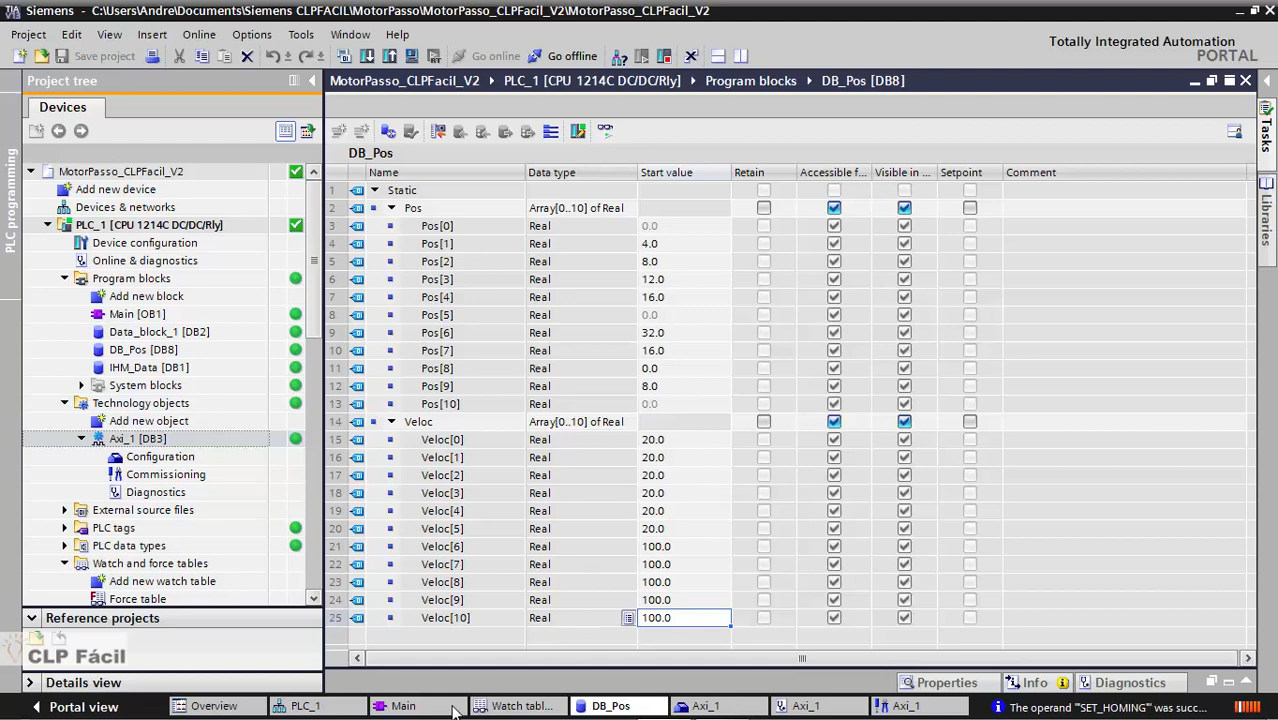 Siemens - C:\Users\Andre\Documents\Siemens CLPFACIL\MotorPasso\MotorPasso_CLPFacil_V2\MotorPasso_CLPFacil_V2
Project Edit View Insert Online Options Tools Window Help
Totally Integrated Automation
PORTAL
Save project Go online Go offline
Project tree
MotorPasso_CLPFacil_V2 PLC_1 [CPU 1214C DC/DC/Rly] Program blocks DB_Pos [DB8]
Devices
PLC programming
Tasks
Libraries
MotorPasso_CLPFacil_V2
Add new device
Devices & networks
PLC_1 [CPU 1214C DC/DC/Rly]
Device configuration
Online & diagnostics
Program blocks
Add new block
Main [OB1]
Data_block_1 [DB2]
DB_Pos [DB8]
IHM_Data [DB1]
System blocks
Technology objects
Add new object
Axi_1 [DB3]
Configuration
Commissioning
Diagnostics
External source files
PLC tags
PLC data types
Watch and force tables
Add new watch table
Force table
Reference projects
CLP Fácil
Details view
DB_Pos
Name Data type Start value Retain Accessible f... Visible in ... Setpoint Comment
1 Static
2 Pos Array[0..10] of Real
3 Pos[0] Real 0.0
4 Pos[1] Real 4.0
5 Pos[2] Real 8.0
6 Pos[3] Real 12.0
7 Pos[4] Real 16.0
8 Pos[5] Real 0.0
9 Pos[6] Real 32.0
10 Pos[7] Real 16.0
11 Pos[8] Real 0.0
12 Pos[9] Real 8.0
13 Pos[10] Real 0.0
14 Veloc Array[0..10] of Real
15 Veloc[0] Real 20.0
16 Veloc[1] Real 20.0
17 Veloc[2] Real 20.0
18 Veloc[3] Real 20.0
19 Veloc[4] Real 20.0
20 Veloc[5] Real 20.0
21 Veloc[6] Real 100.0
22 Veloc[7] Real 100.0
23 Veloc[8] Real 100.0
24 Veloc[9] Real 100.0
25 Veloc[10] Real 100.0
Properties Info Diagnostics
Portal view Overview PLC_1 Main Watch tabl... DB_Pos Axi_1 Axi_1 Axi_1 The operand "SET_HOMING" was succ...